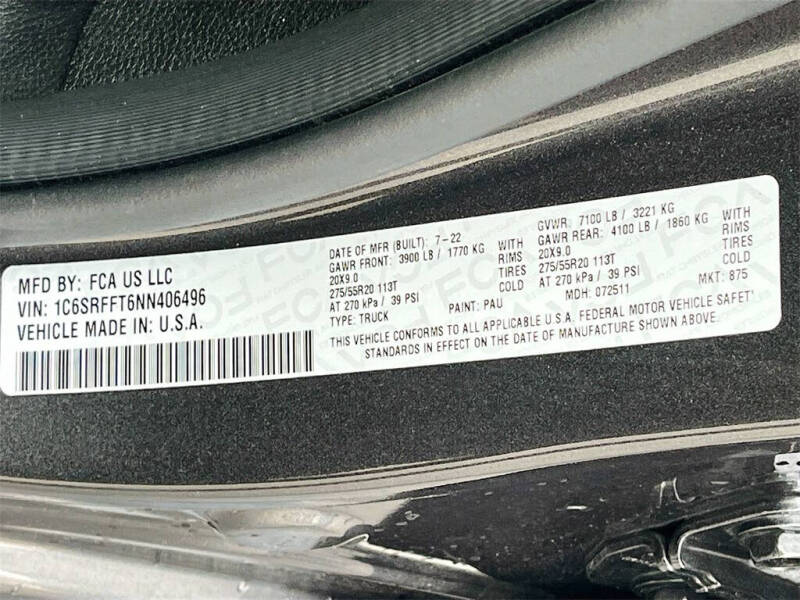 MFD BY: FCA US LLC
VIN: 1C6SRFFT6NN406496
VEHICLE MADE IN: U.S.A.
DATE OF MFR (BUILT): 7-22
GAWR FRONT: 3900 LB / 1770 KG WITH
20X9.0 RIMS
275/55R20 113T TIRES
AT 270 kPa / 39 PSI COLD
TYPE: TRUCK PAINT: PAU
GVWR: 7100 LB / 3221 KG
GAWR REAR: 4100 LB / 1860 KG WITH
20X9.0 RIMS
275/55R20 113T TIRES
AT 270 kPa / 39 PSI COLD
MDH: 072511 MKT: 875
THIS VEHICLE CONFORMS TO ALL APPLICABLE U.S.A. FEDERAL MOTOR VEHICLE SAFETY
STANDARDS IN EFFECT ON THE DATE OF MANUFACTURE SHOWN ABOVE.